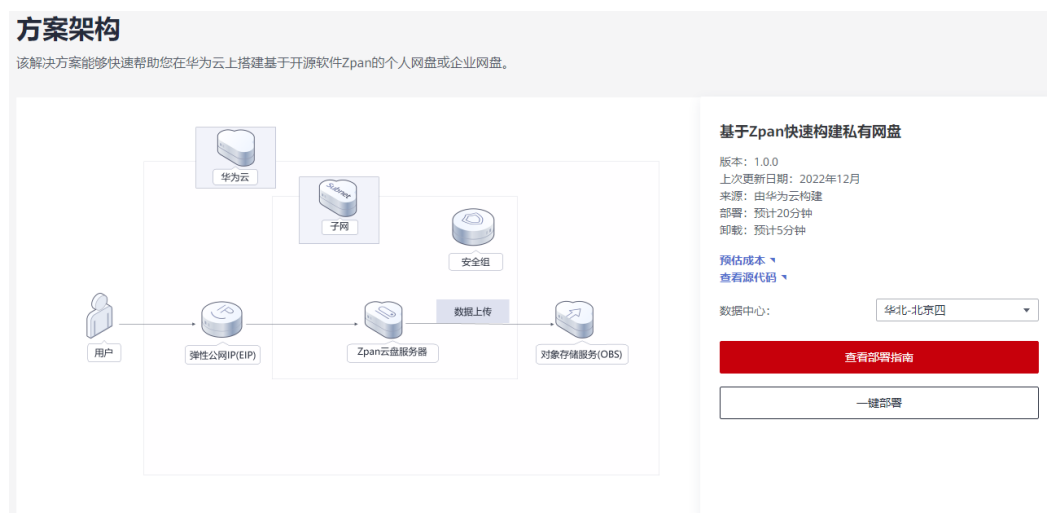 方案架构
该解决方案能够快速帮助您在华为云上搭建基于开源软件Zpan的个人网盘或企业网盘。
华为云
Subnet
子网
安全组
数据上传
IP
用户
弹性公网IP(EIP)
Zpan云盘服务器
对象存储服务(OBS)
基于Zpan快速构建私有网盘
版本：1.0.0
上次更新日期：2022年12月
来源：由华为云构建
部署：预计20分钟
卸载：预计5分钟
预估成本
查看源代码
数据中心：
华北-北京四
查看部署指南
一键部署